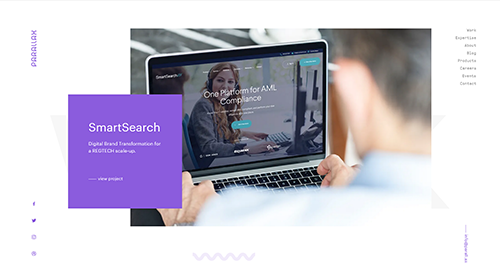 PARALLAX
Work
Expertise
About
Blog
Products
Careers
Events
Contact
SmartSearch
One Platform for AML
Compliance
SmartSearch
Digital Brand Transformation for
a REGTECH scale-up.
view project